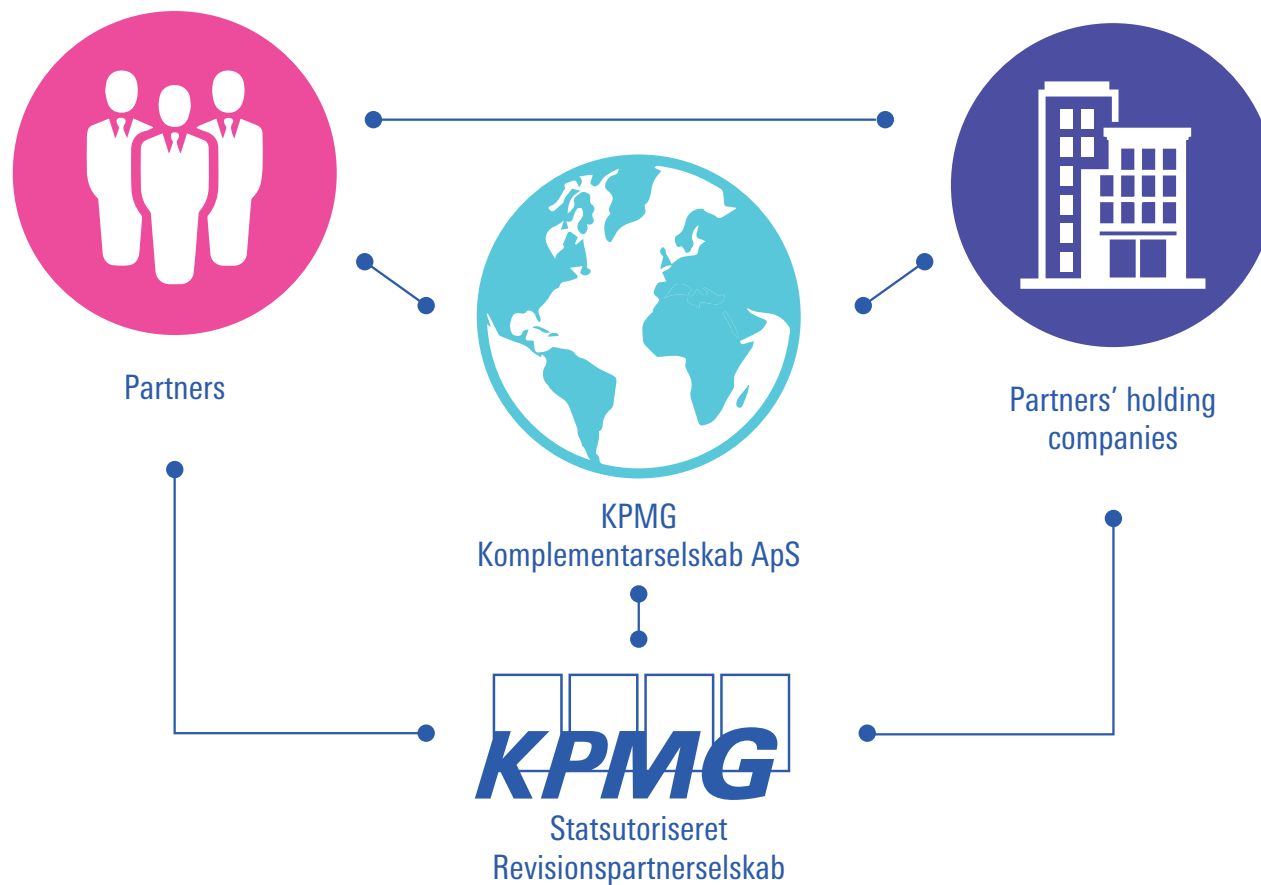 Partners
Partners’ holding
companies
KPMG
Komplementarselskab ApS
KPMG
Statsutoriseret
Revisionspartnerselskab